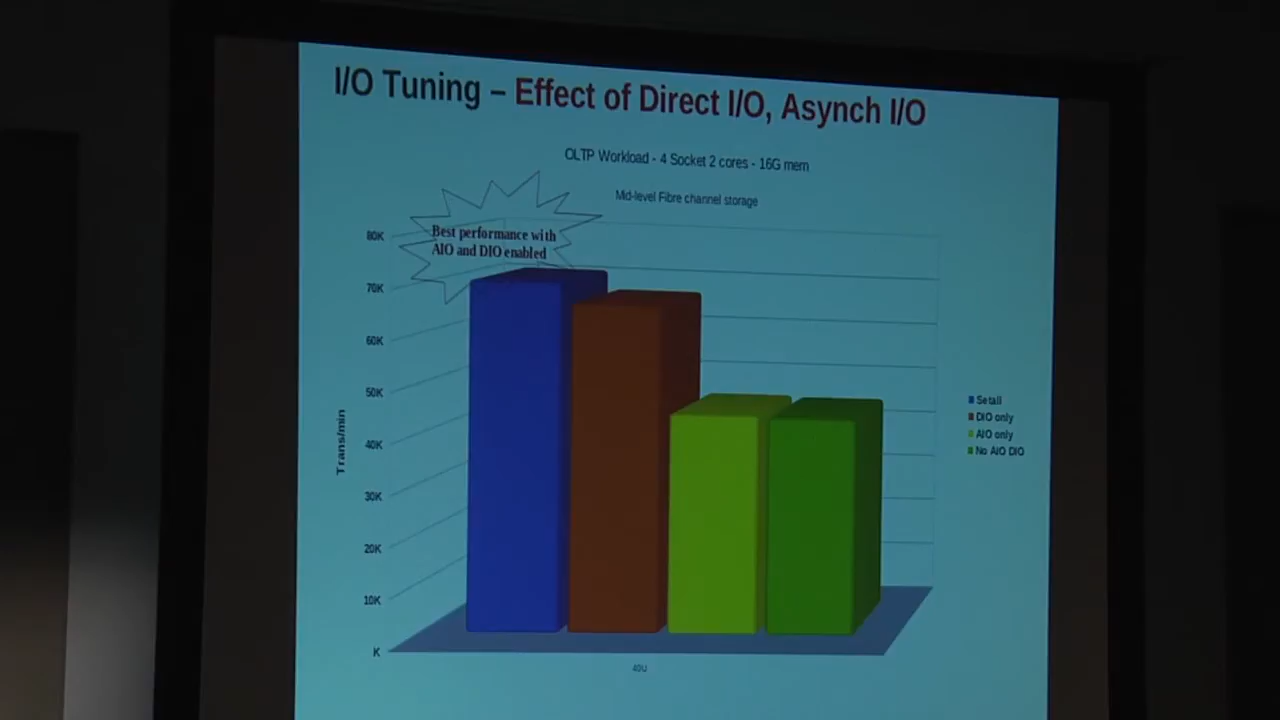 I/O Tuning – Effect of Direct I/O, Asynch I/O
OLTP Workload - 4 Socket 2 cores - 16G mem
Mid-level Fibre channel storage
Best performance with
AIO and DIO enabled
80K
70K
60K
50K
40K
30K
20K
10K
K
Trans/min
40U
Setall
DIO only
AIO only
No AIO DIO